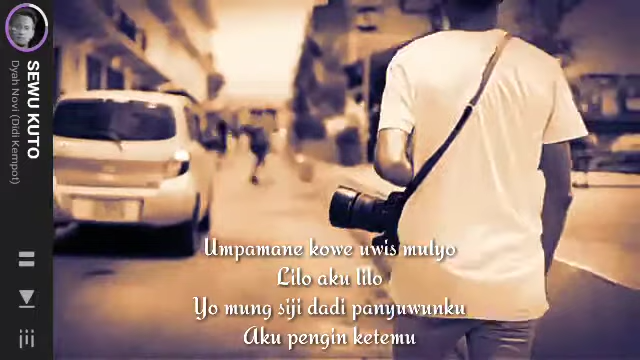 SEWU KUTO
Dyah Novi (Didi Kempot)
Umpamane kowe uwis mulyo
Lilo aku lilo
Yo mung siji dadi panyuwunku
Aku pengin ketemu